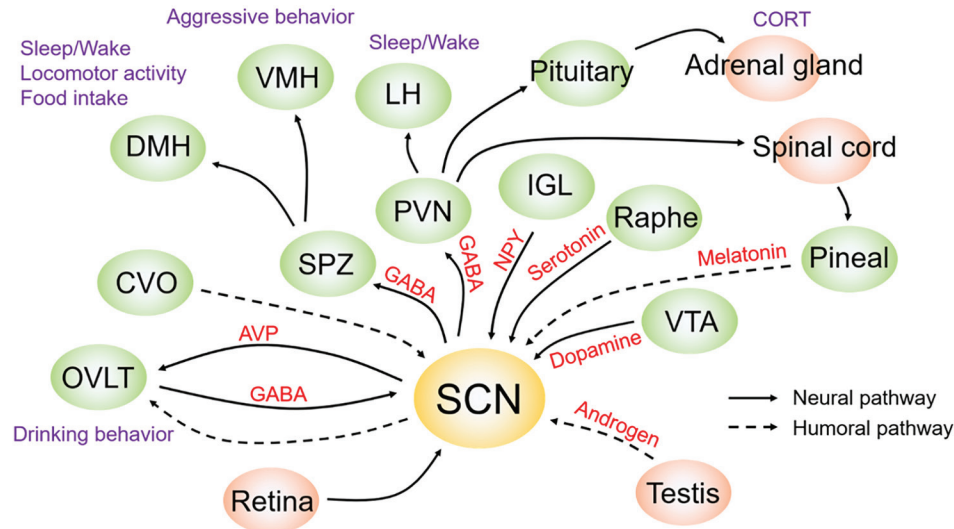 Aggressive behavior
CORT
Sleep/Wake
Locomotor activity
Food intake
Sleep/Wake
VMH
LH
Pituitary
Adrenal gland
DMH
Spinal cord
PVN
IGL
Raphe
SPZ
GABA
GABA
NPY
Serotonin
Melatonin
Pineal
CVO
VTA
AVP
Dopamine
OVLT
GABA
SCN
Neural pathway
Humoral pathway
Drinking behavior
Androgen
Retina
Testis